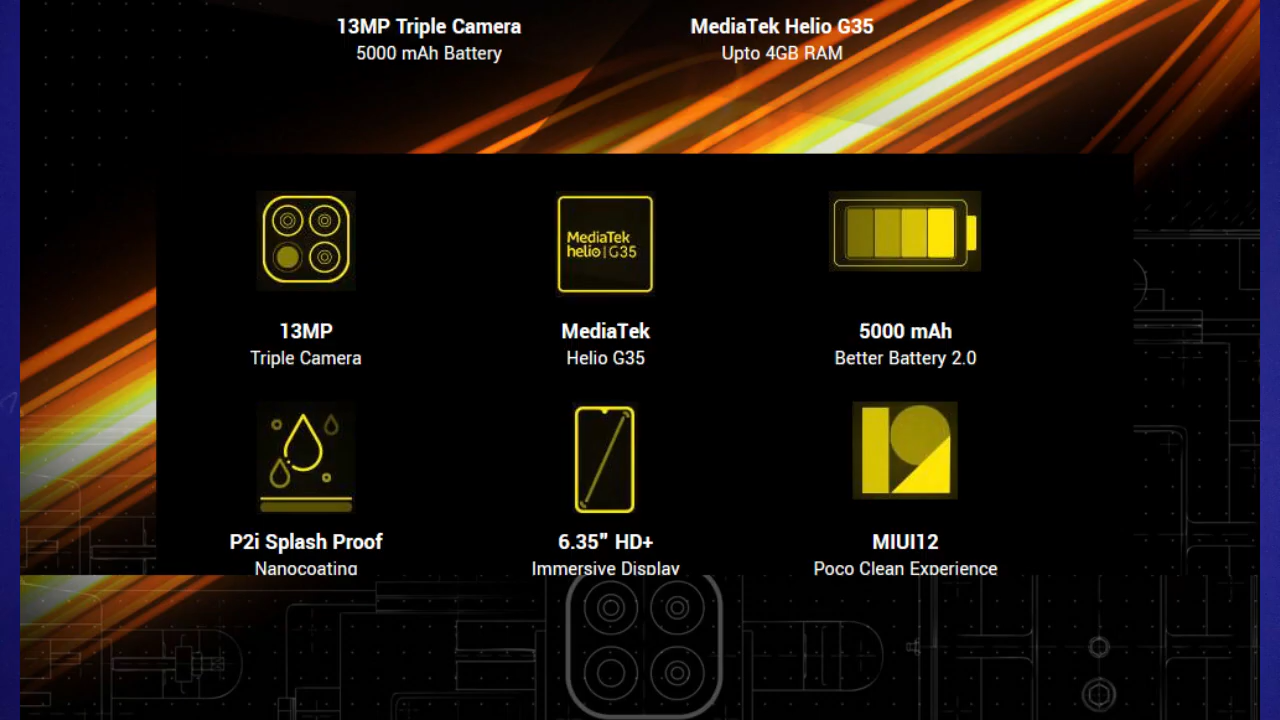 13MP Triple Camera
5000 mAh Battery
MediaTek Helio G35
Upto 4GB RAM
MediaTek
helio | G35
13MP
Triple Camera
MediaTek
Helio G35
5000 mAh
Better Battery 2.0
P2i Splash Proof
Nanocoating
6.35" HD+
Immersive Display
MIUI12
Poco Clean Experience